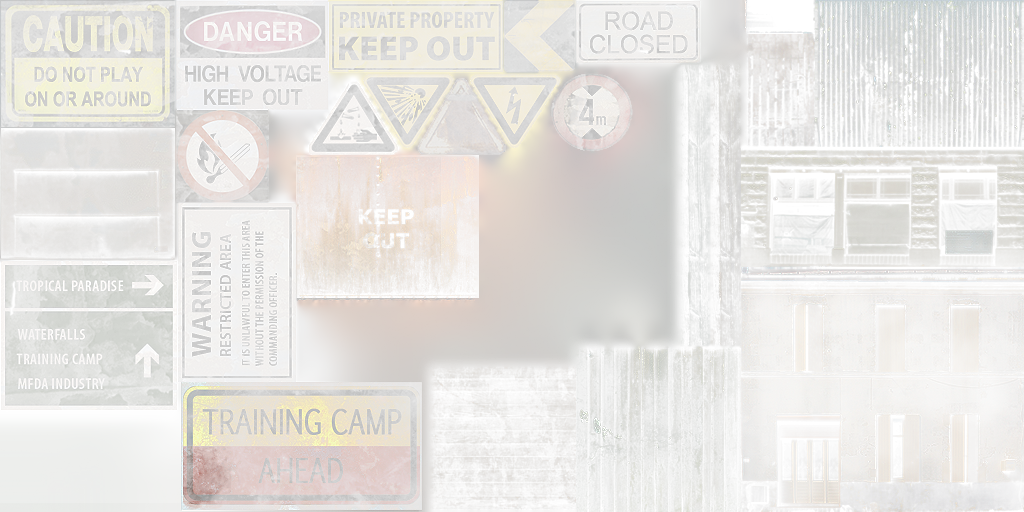 CAUTION
DO NOT PLAY
ON OR AROUND
DANGER
HIGH VOLTAGE
KEEP OUT
PRIVATE PROPERTY
KEEP OUT
ROAD
CLOSED
4m
KEEP
OUT
WARNING
RESTRICTED AREA
IT IS UNLAWFUL TO ENTER THIS AREA
WITHOUT THE PERMISSION OF THE
COMMANDING OFFICER.
TROPICAL PARADISE
WATERFALLS
TRAINING CAMP
MFDA INDUSTRY
TRAINING CAMP
AHEAD